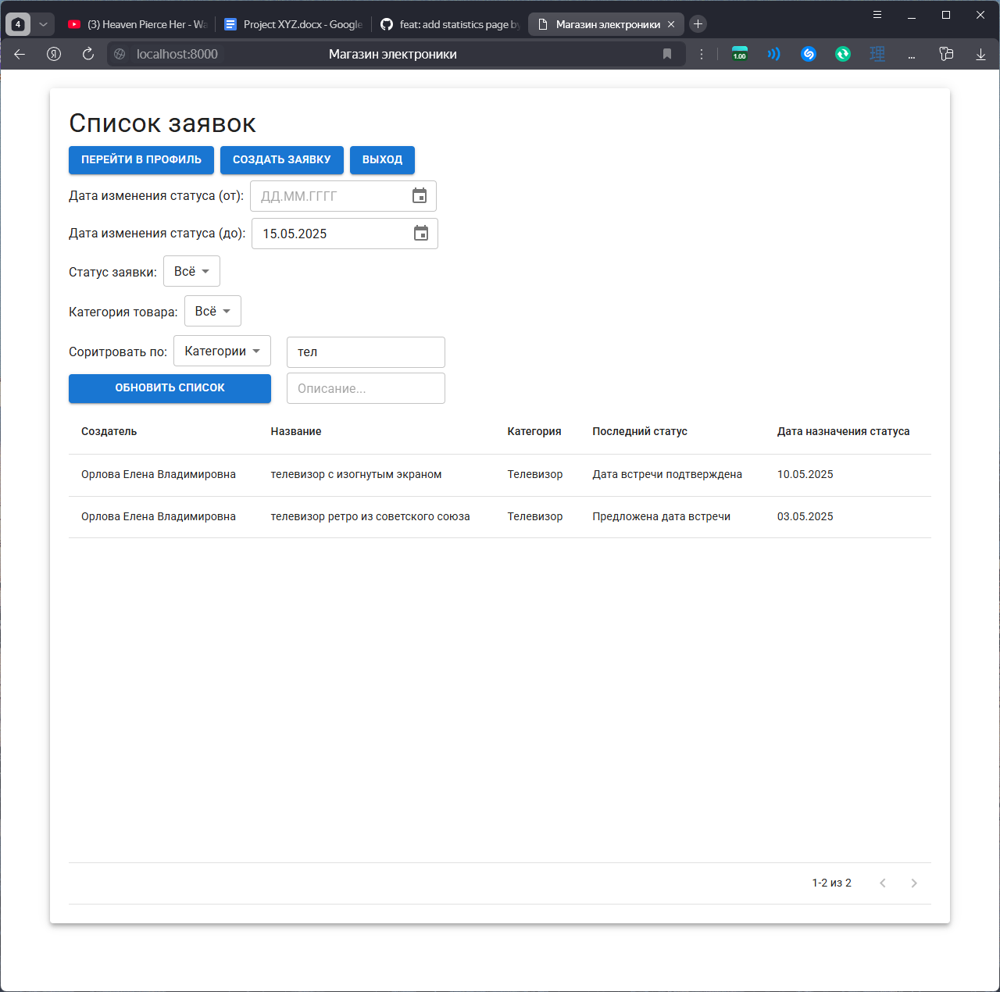 4
(3) Heaven Pierce Her - Wa
Project XYZ.docx - Google
feat: add statistics page by
Магазин электроники
Я
localhost:8000
Магазин электроники
1.00
理
...
Список заявок
ПЕРЕЙТИ В ПРОФИЛЬ
СОЗДАТЬ ЗАЯВКУ
ВЫХОД
Дата изменения статуса (от): ДД.ММ.ГГГГ
Дата изменения статуса (до): 15.05.2025
Статус заявки: Всё
Категория товара: Всё
Соритровать по: Категории тел
ОБНОВИТЬ СПИСОК Описание...
Создатель Название Категория Последний статус Дата назначения статуса
Орлова Елена Владимировна телевизор с изогнутым экраном Телевизор Дата встречи подтверждена 10.05.2025
Орлова Елена Владимировна телевизор ретро из советского союза Телевизор Предложена дата встречи 03.05.2025
1-2 из 2